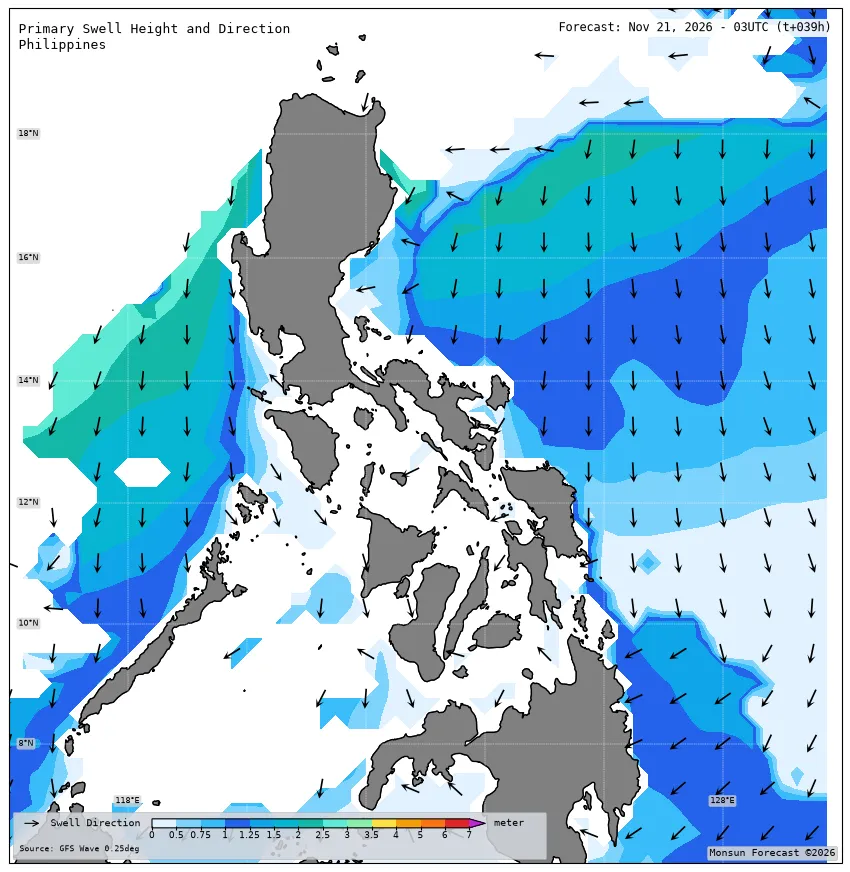 Primary Swell Height and Direction
Philippines
Forecast: Nov 21, 2026 - 03UTC (t+039h)
18°N
16°N
14°N
12°N
10°N
8°N
118°E
128°E
Swell Direction
0 0.5 0.75 1 1.25 1.5 2 2.5 3 3.5 4 5 6 7
meter
Source: GFS Wave 0.25deg
Monsun Forecast ©2026